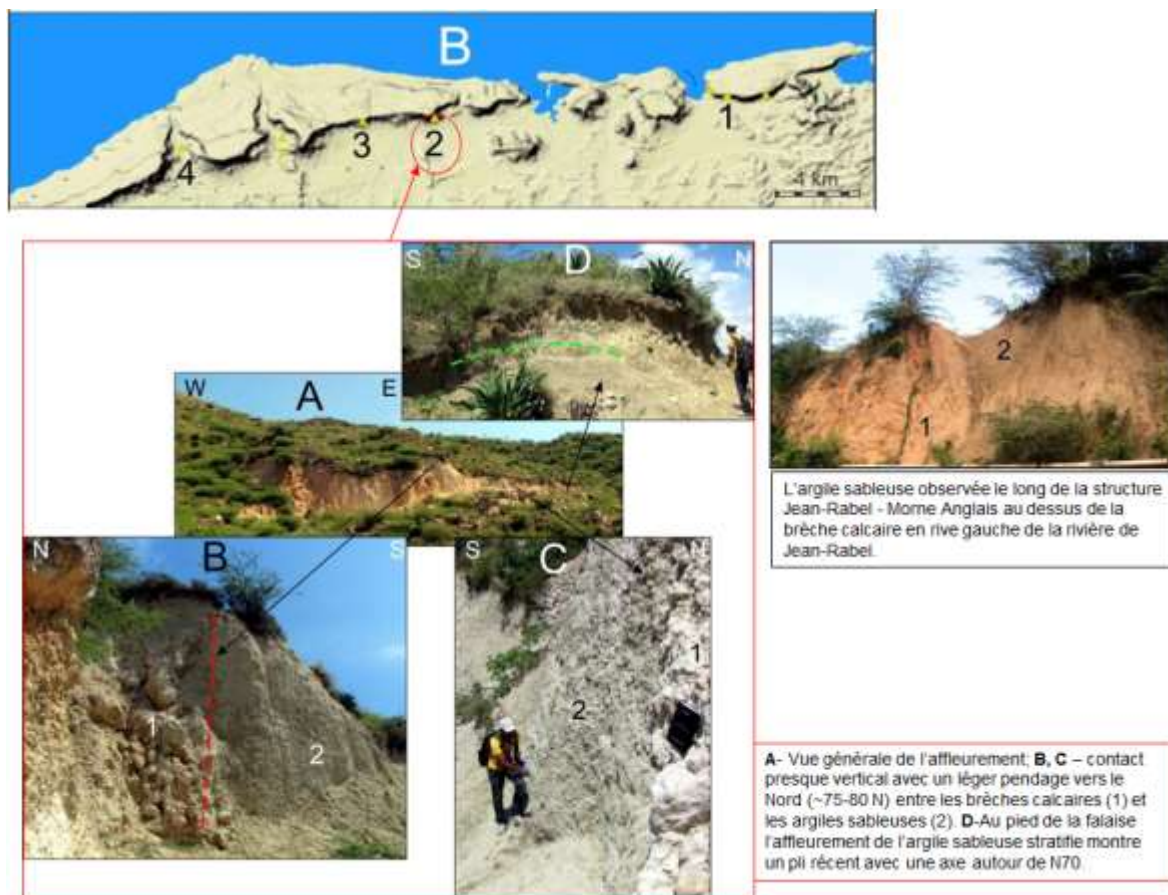 B
1
2
3
4
4 km
S D N
W A E
1
2
N B S
1
2
S C N
1
2
L'argile sableuse observée le long de la structure
Jean-Rabel - Morne Anglais au dessus de la
brèche calcaire en rive gauche de la rivière de
Jean-Rabel.
A- Vue générale de l'affleurement; B, C – contact
presque vertical avec un léger pendage vers le
Nord (~75-80 N) entre les brèches calcaires (1) et
les argiles sableuses (2). D-Au pied de la falaise
l'affleurement de l'argile sableuse stratifie montre
un pli récent avec une axe autour de N70.